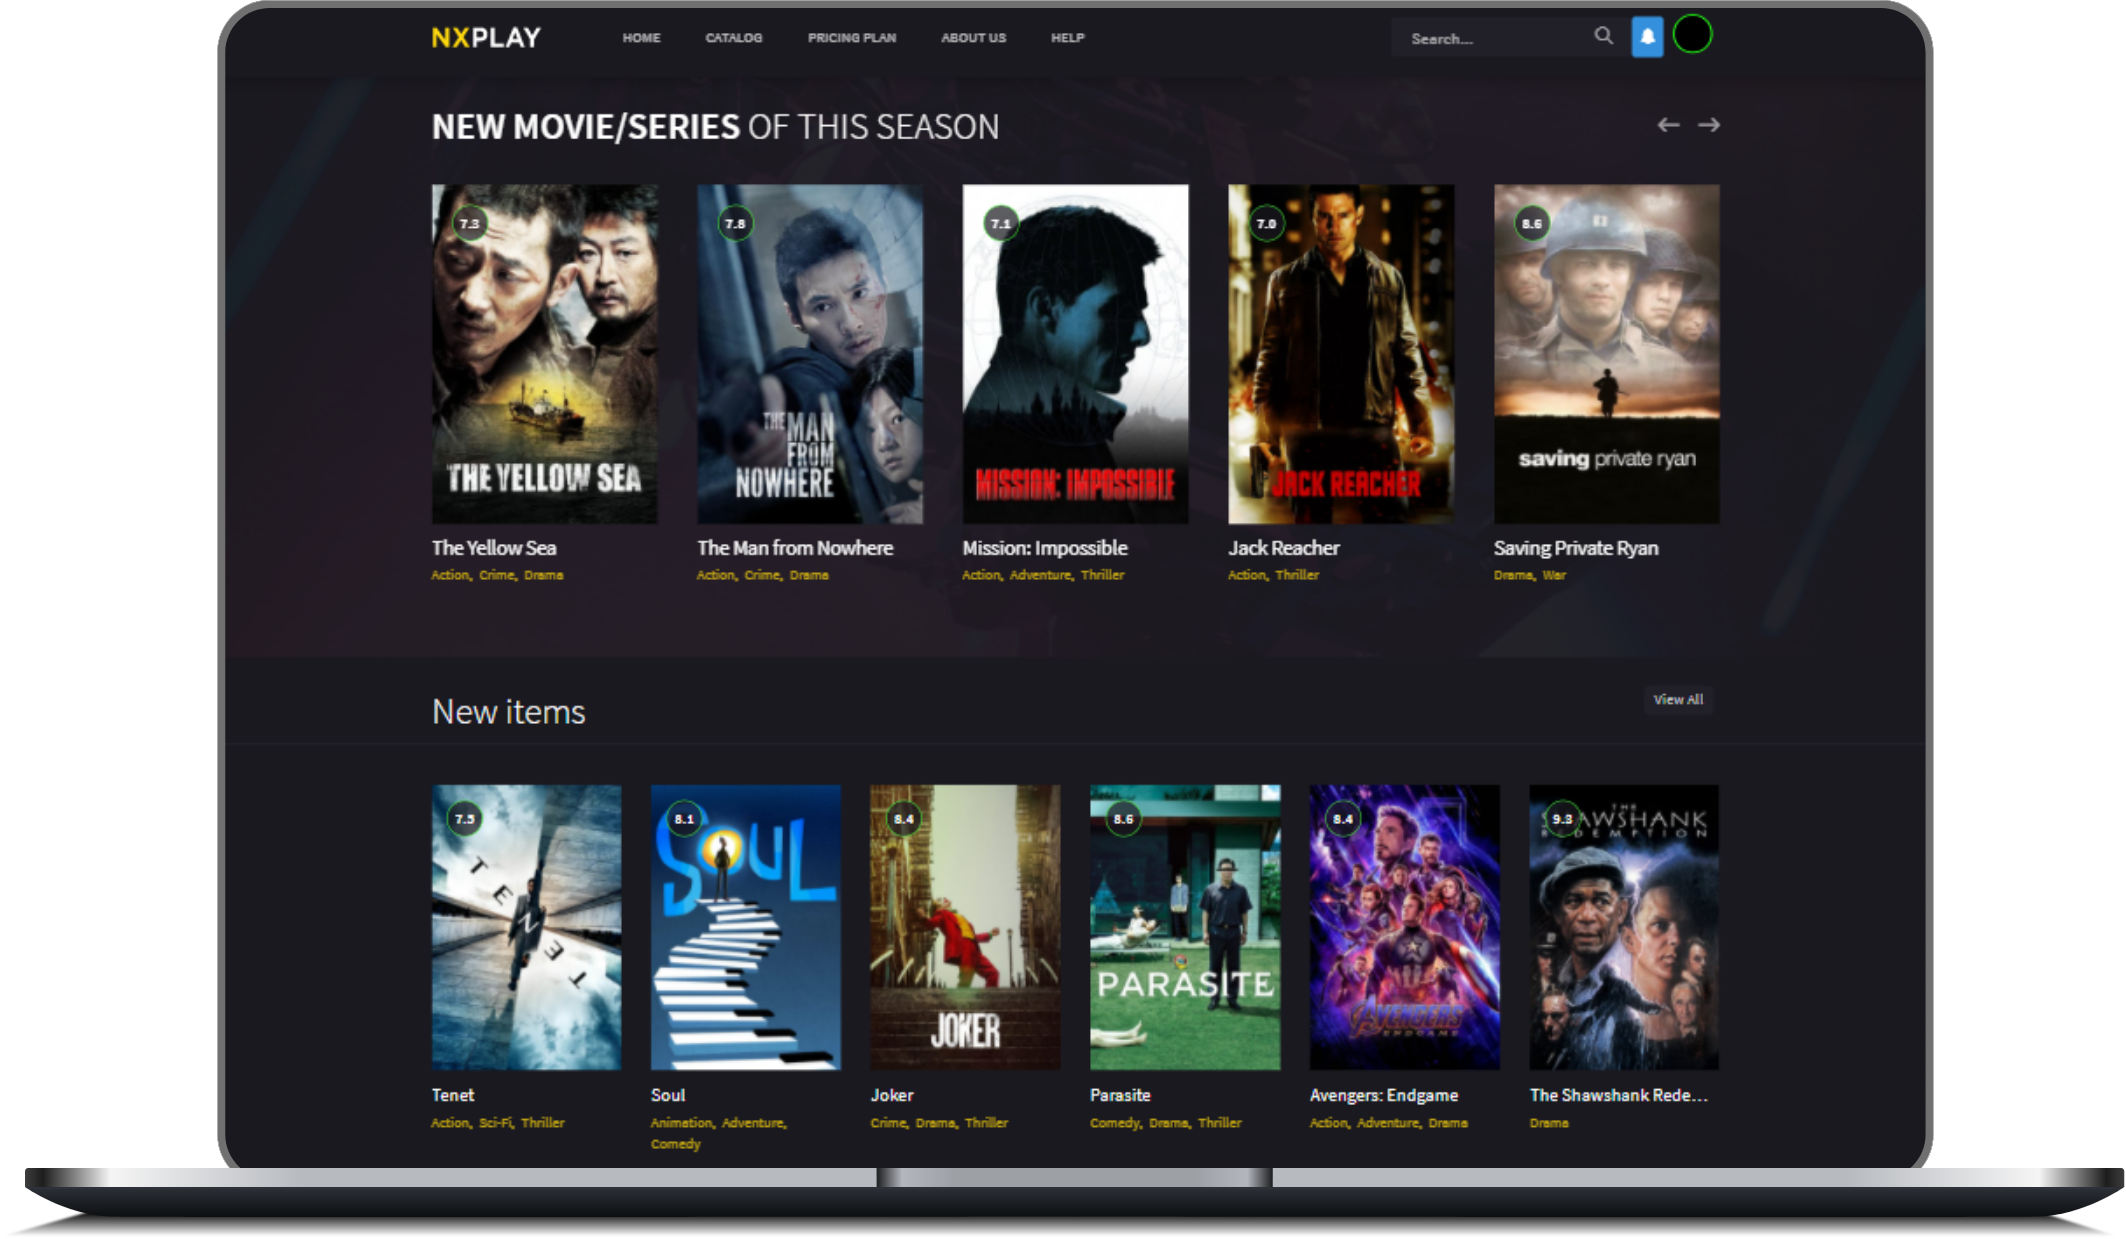 NXPLAY
HOME
CATALOG
PRICING PLAN
ABOUT US
HELP
Search...
NEW MOVIE/SERIES OF THIS SEASON
7.3
7.8
7.1
7.0
8.6
THE YELLOW SEA
THE MAN
FROM
NOWHERE
MISSION: IMPOSSIBLE
JACK REACHER
saving private ryan
The Yellow Sea
Action, Crime, Drama
The Man from Nowhere
Action, Crime, Drama
Mission: Impossible
Action, Adventure, Thriller
Jack Reacher
Action, Thriller
Saving Private Ryan
Drama, War
New items
View All
7.5
8.1
8.4
8.6
8.4
9.3
TENET
SOUL
JOKER
PARASITE
AVENGERS
ENDGAME
THE
SHAWSHANK
REDEMPTION
Tenet
Action, Sci-Fi, Thriller
Soul
Animation, Adventure,
Comedy
Joker
Crime, Drama, Thriller
Parasite
Comedy, Drama, Thriller
Avengers: Endgame
Action, Adventure, Drama
The Shawshank Rede...
Drama